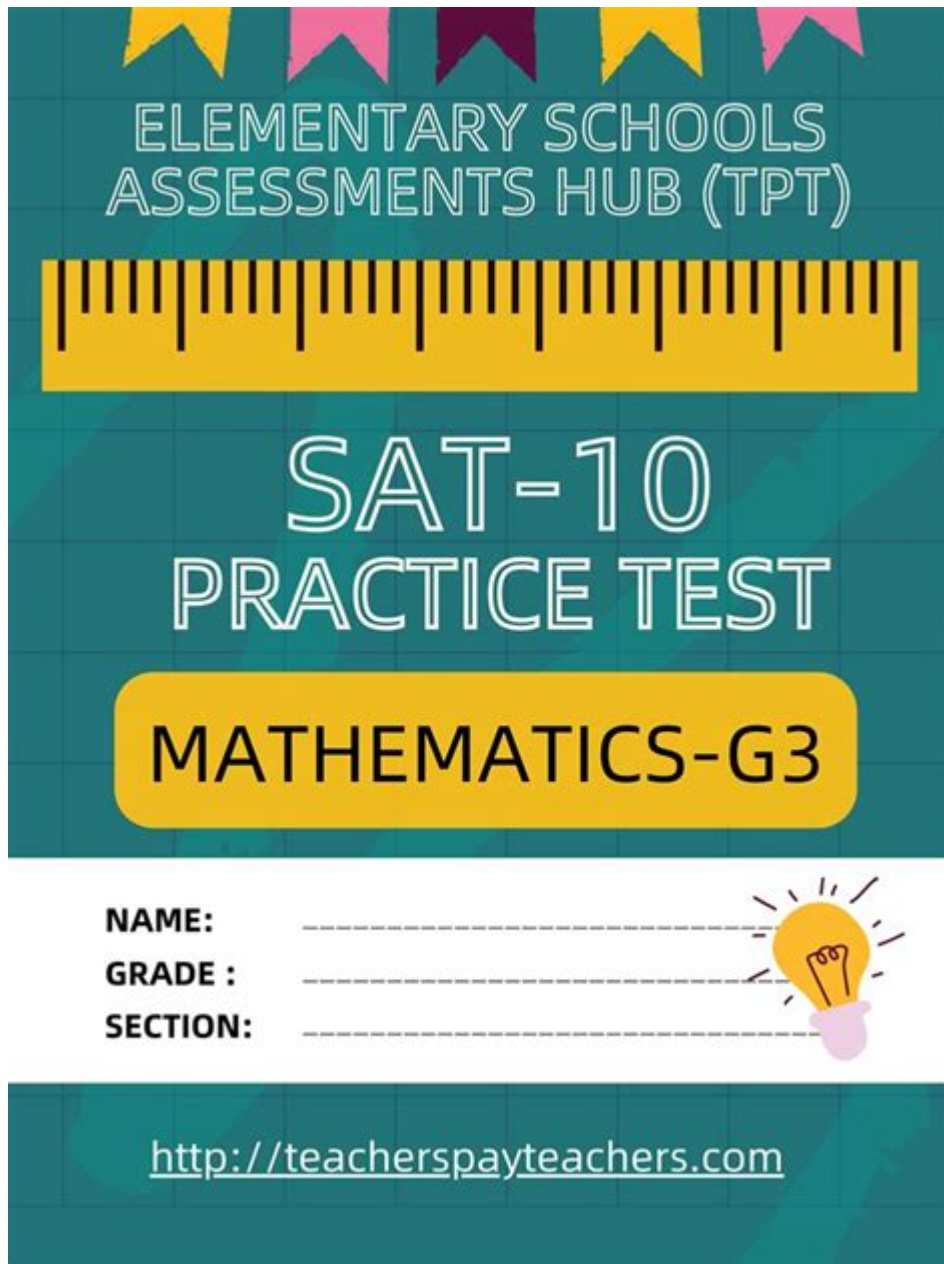 ELEMENTARY SCHOOLS
ASSESSMENTS HUB (TPT)
SAT-10
PRACTICE TEST
MATHEMATICS-G3
NAME:
GRADE :
SECTION:
http://teacherspayteachers.com